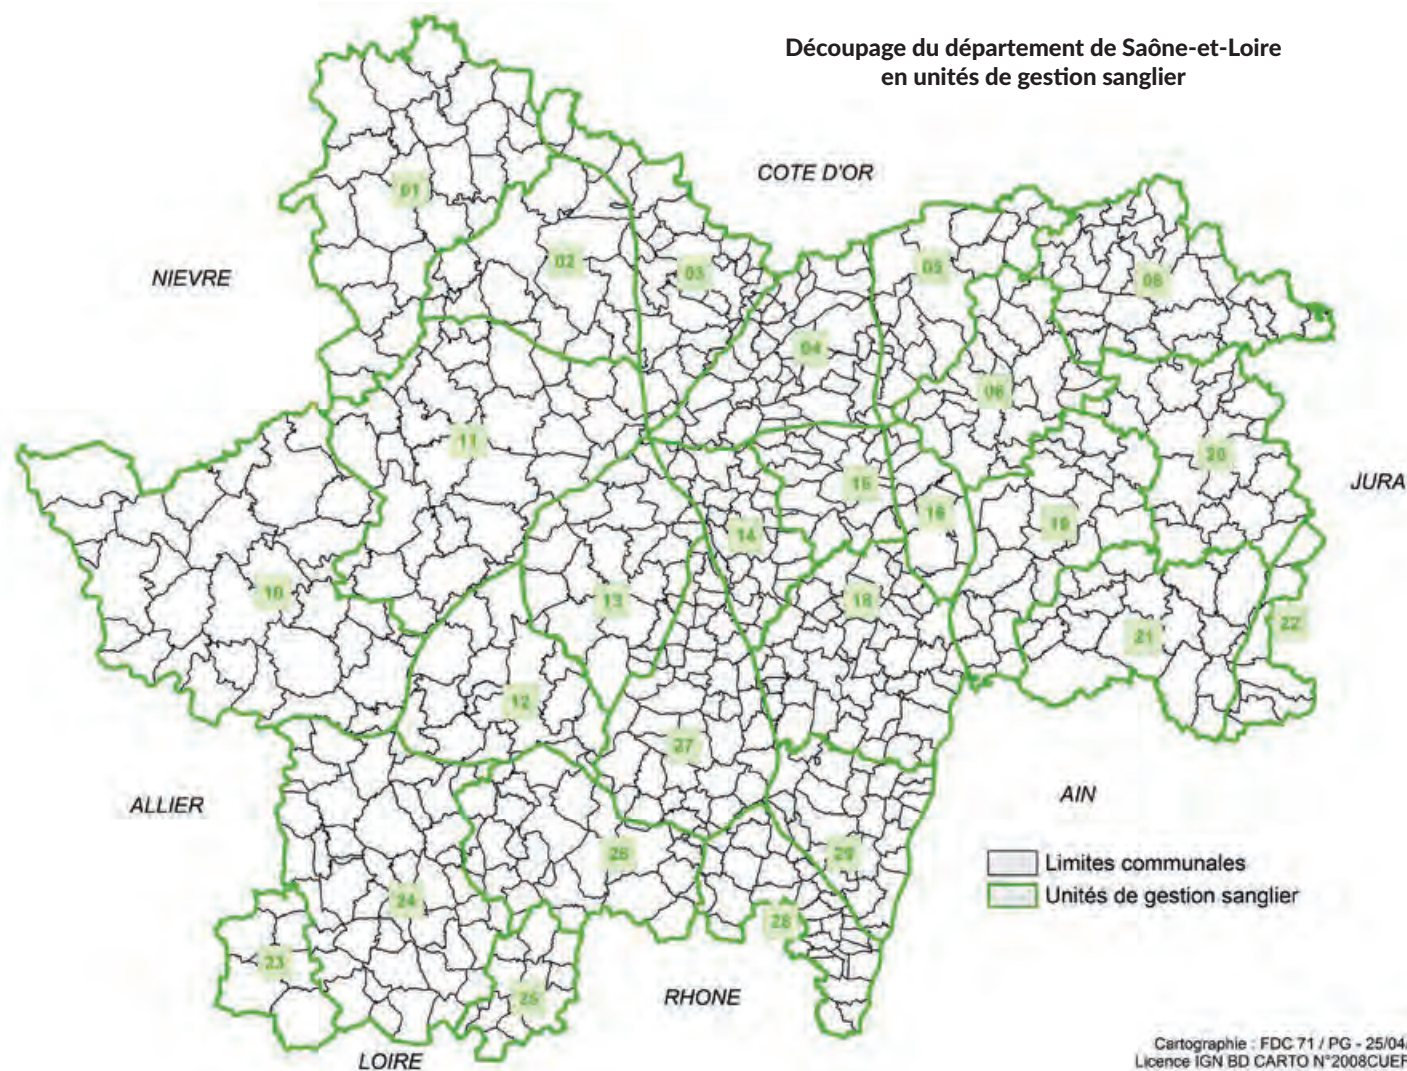 Découpage du département de Saône-et-Loire
en unités de gestion sanglier
COTE D'OR
01
NIEVRE
02
03
05
08
04
06
11
20
JURA
15
16
19
14
10
13
18
22
21
12
27
ALLIER
AIN
Limites communales
26
29
Unités de gestion sanglier
24
28
23
25
RHONE
LOIRE
Cartographie : FDC 71 / PG - 25/04/
Licence IGN BD CARTO N°2008CUEF